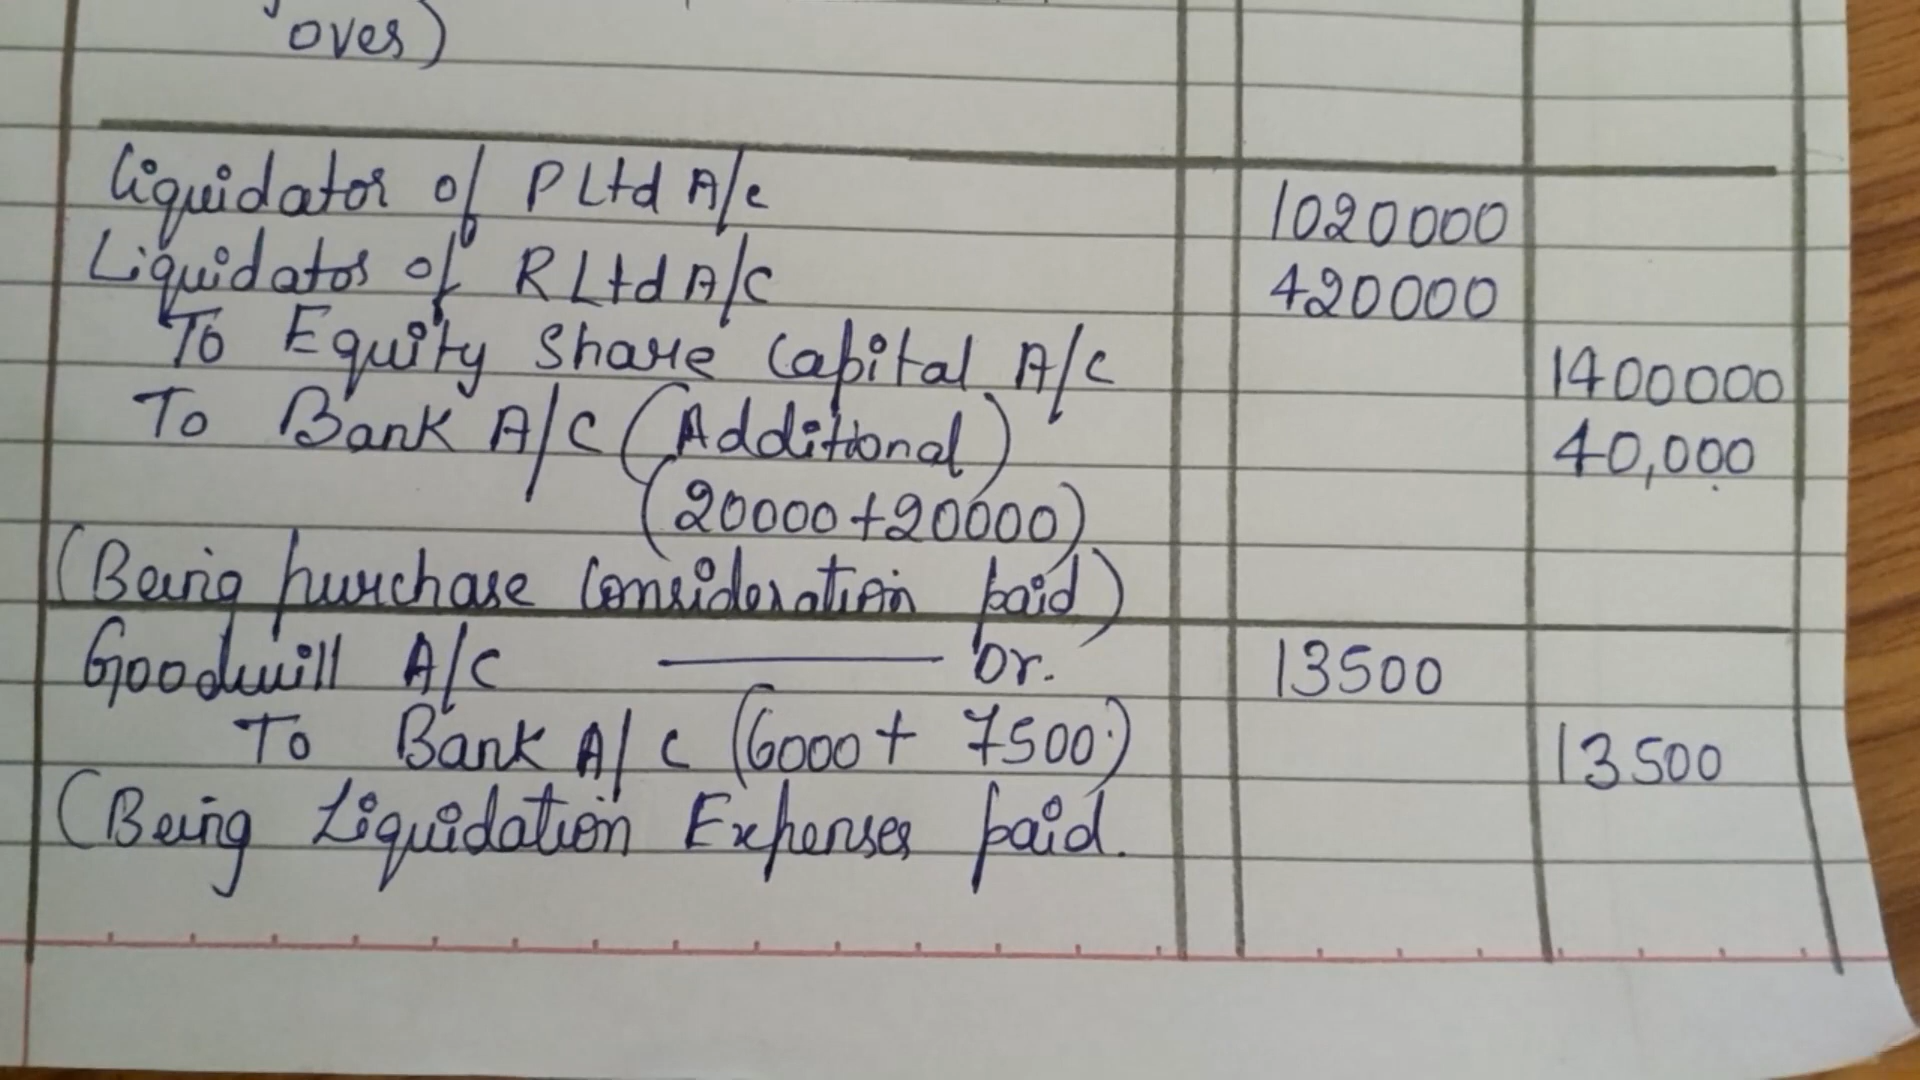 over)
Liquidator of P Ltd A/c 1020000
Liquidator of R Ltd A/C 420000
To Equity Share Capital A/C 1400000
To Bank A/C (Additional) 40,000
(20000+20000)
(Being purchase Consideration paid)
Goodwill A/C Dr. 13500
To Bank A/C (6000 + 7500) 13500
(Being Liquidation Expenses paid.